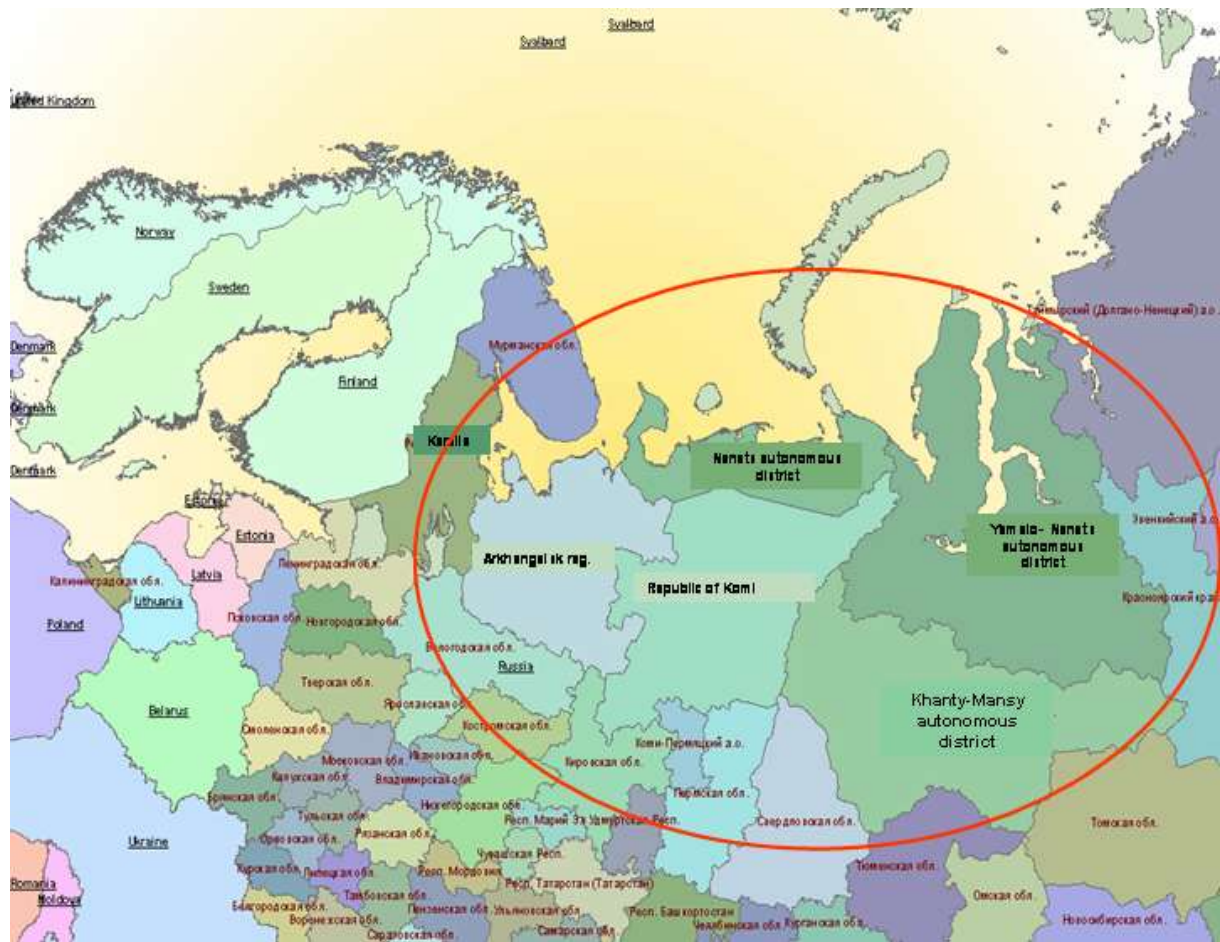 Svalbard
Svalbard
United Kingdom
Norway
Sweden
Finland
Denmark
Denmark
Denmark
Мурманская обл.
Таймырский (Долгано-Ненецкий) а.о.
Karelia
Nenets autonomous
district
Yamalo- Nenets
autonomous
district
Эвенкийский а.о.
Красноярский край
Estonia
Estonia
Latvia
Lithuania
Калининградская обл.
Poland
Ленинградская обл.
Псковская обл.
Новгородская обл.
Arkhangelsk reg.
Republic of Komi
Вологодская обл.
Russia
Тверская обл.
Ярославская обл.
Костромская обл.
Belarus
Смоленская обл.
Khanty-Mansy
autonomous
district
Коми-Пермяцкий а.о.
Кировская обл.
Пермская обл.
Московская обл.
Ивановская обл.
Калужская обл.
Владимирская обл.
Брянская обл.
Нижегородская обл.
Тульская обл.
Рязанская обл.
Респ. Марий Эл
Удмуртская Респ.
Свердловская обл.
Томская обл.
Ukraine
Орловская обл.
Чувашская Респ.
Курская обл.
Липецкая обл.
Респ. Мордовия
Тюменская обл.
Romania
Moldova
Тамбовская обл.
Респ. Татарстан (Татарстан)
Омская обл.
Белгородская обл.
Воронежская обл.
Пензенская обл.
Ульяновская обл.
Респ. Башкортостан
Челябинская обл.
Курганская обл.
Новосибирская обл.
Саратовская обл.
Самарская обл.